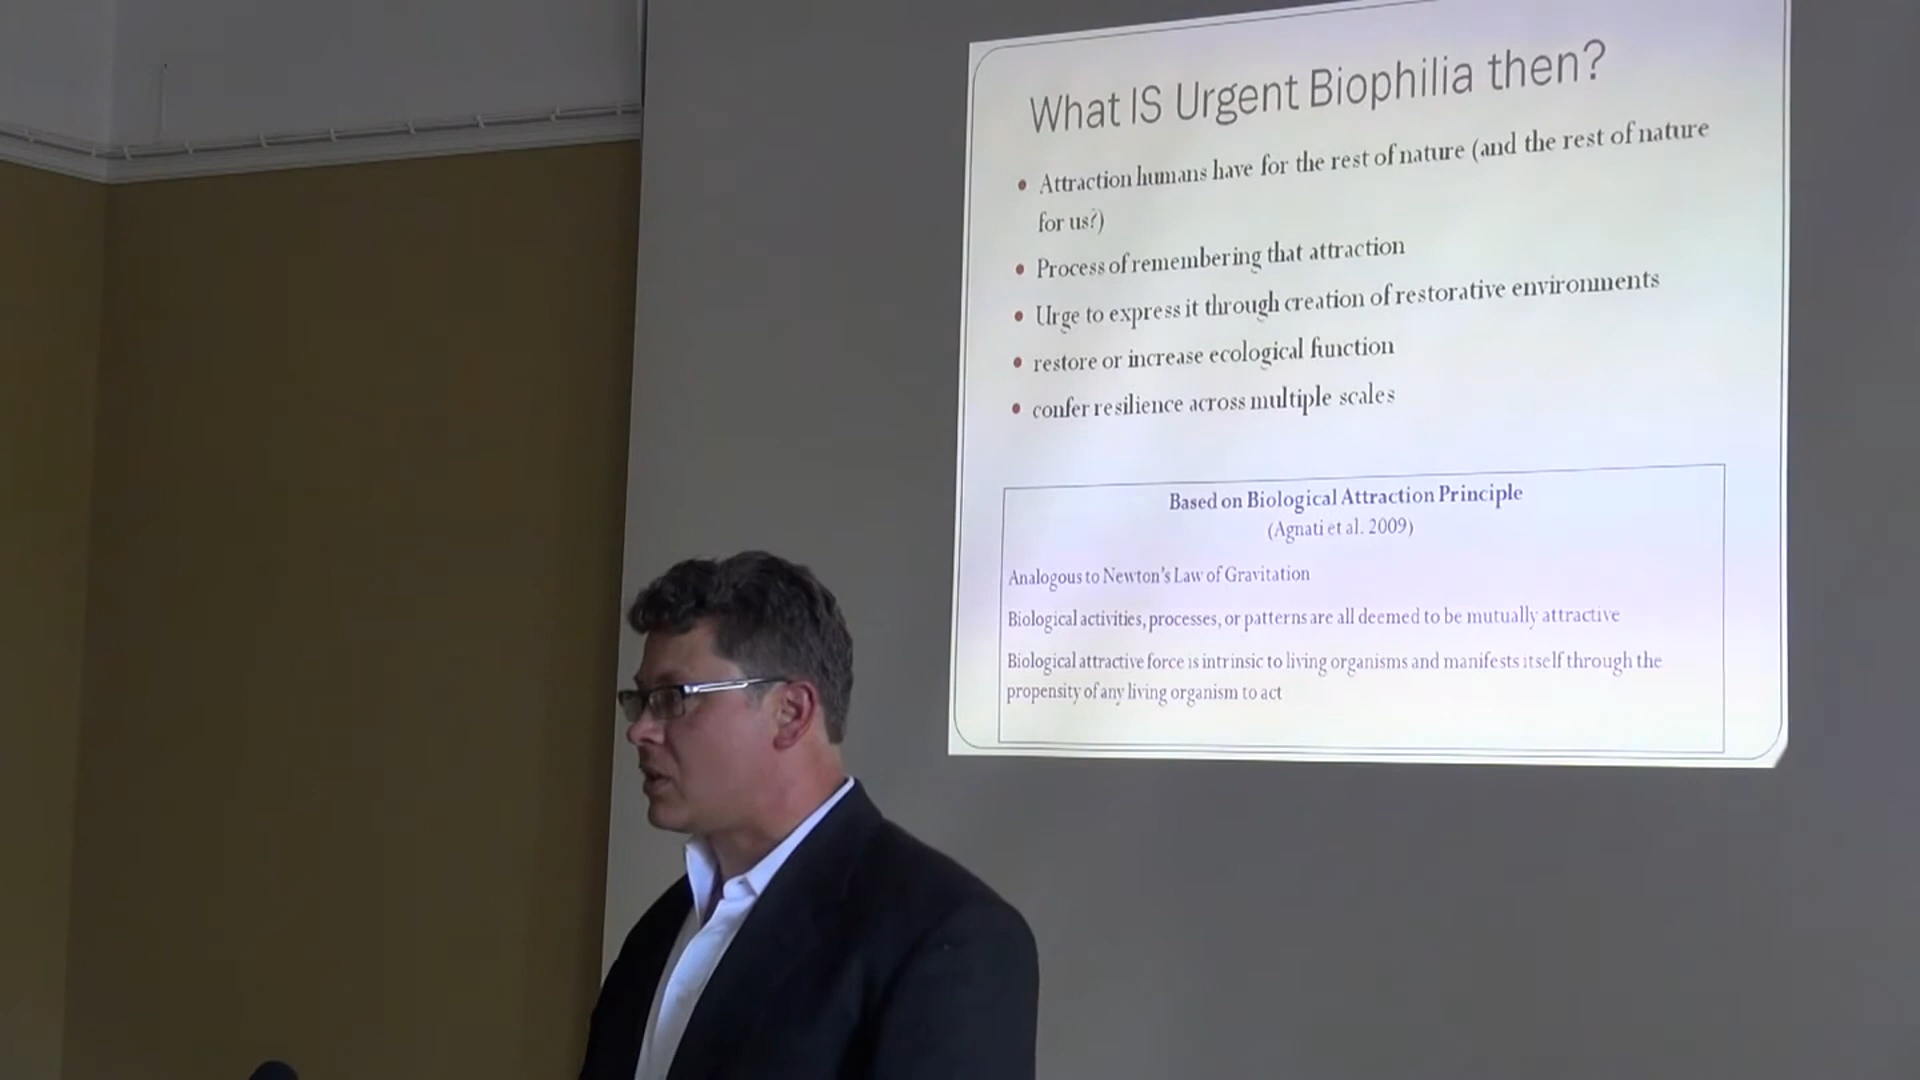 What IS Urgent Biophilia then?
• Attraction humans have for the rest of nature (and the rest of nature
for us?)
• Process of remembering that attraction
• Urge to express it through creation of restorative environments
• restore or increase ecological function
• confer resilience across multiple scales
Based on Biological Attraction Principle
(Agnati et al. 2009)
Analogous to Newton's Law of Gravitation
Biological activities, processes, or patterns are all deemed to be mutually attractive
Biological attractive force is intrinsic to living organisms and manifests itself through the
propensity of any living organism to act